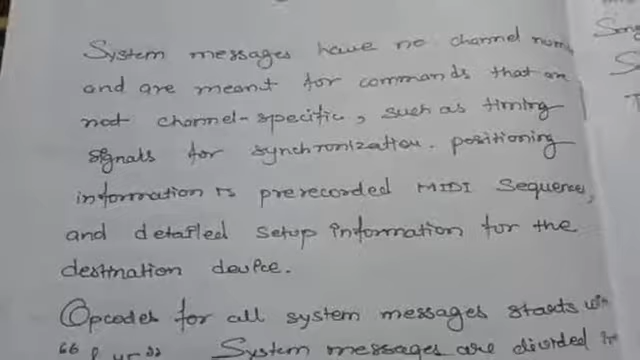 System messages have no channel num
and are meant for commands that are
not channel-specific, such as timing
signals for synchronization. positioning
information is prerecorded MIDI Sequences,
and detailed setup information for the
destination device.
Opcodes for all system messages starts with
System messages are divided in